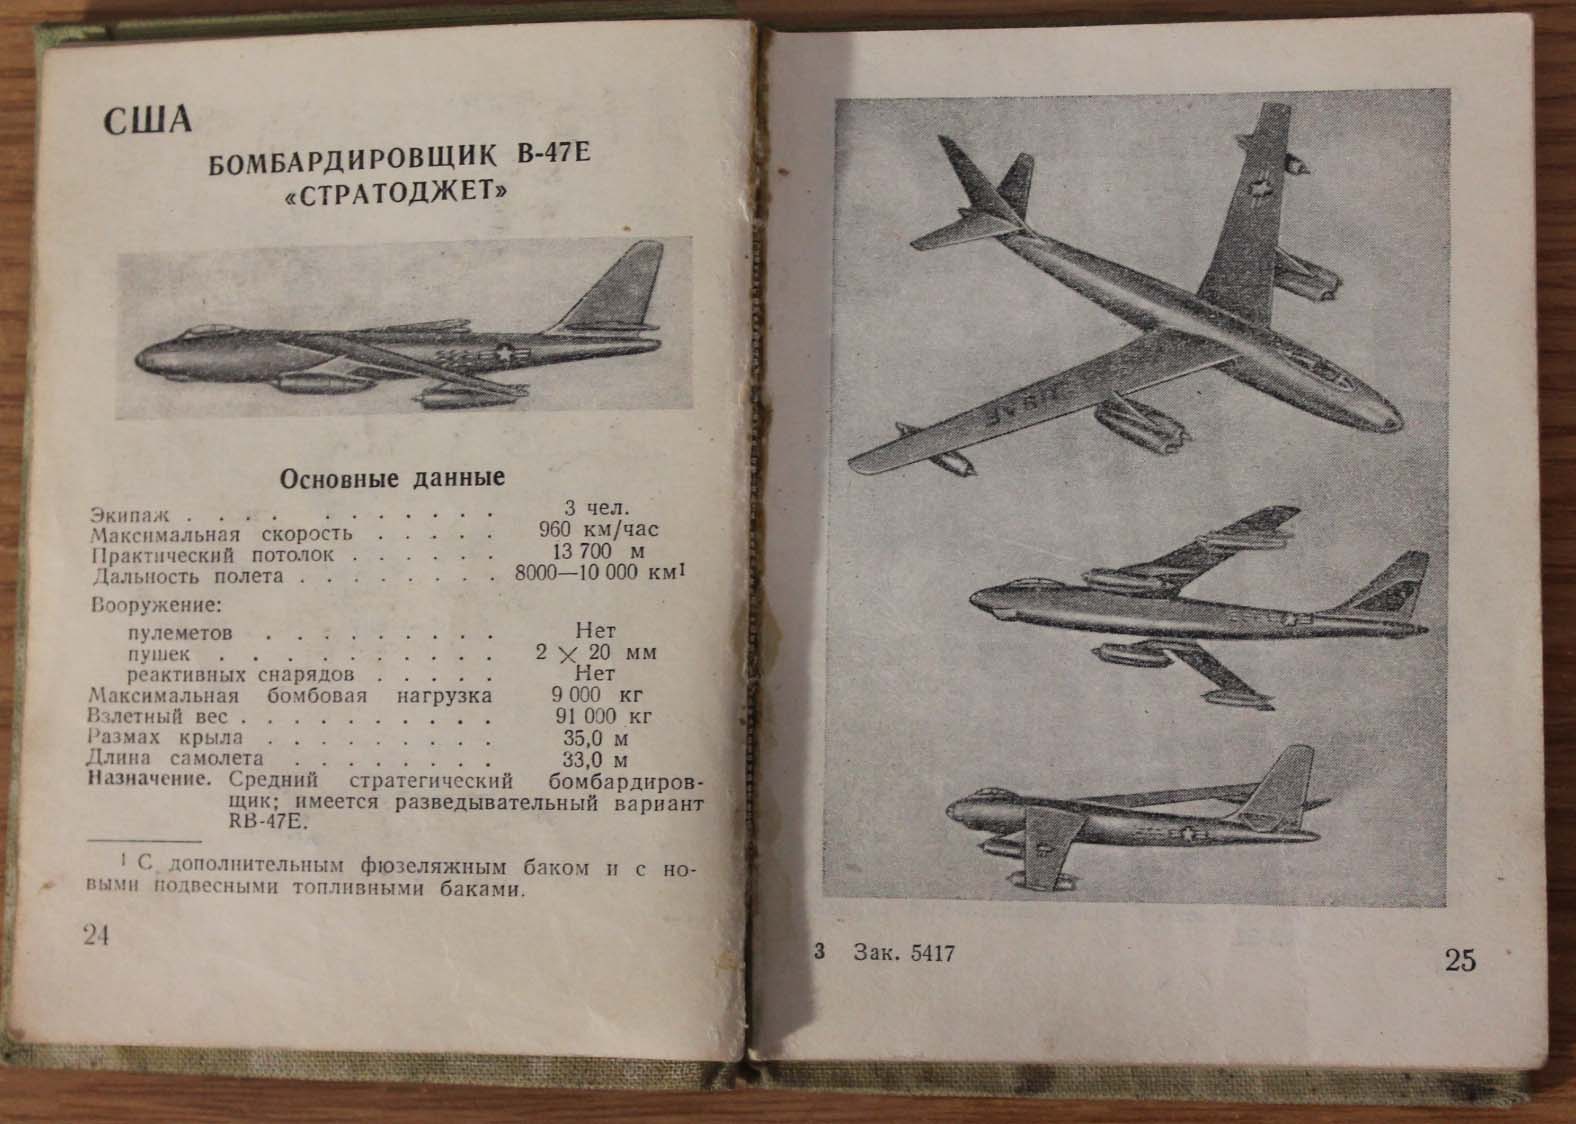 США
БОМБАРДИРОВЩИК В-47Е
«СТРАТОДЖЕТ»
Основные данные
Экипаж . . . . . . . . . . . 3 чел.
Максимальная скорость . . . . . 960 км/час
Практический потолок . . . . . . 13 700 м
Дальность полета . . . . . . . . 8000—10 000 км¹
Вооружение:
пулеметов . . . . . . . . . Нет
пушек . . . . . . . . . . 2 × 20 мм
реактивных снарядов . . . . . Нет
Максимальная бомбовая нагрузка 9 000 кг
Взлетный вес . . . . . . . . . . 91 000 кг
Размах крыла . . . . . . . . . 35,0 м
Длина самолета . . . . . . . . 33,0 м
Назначение. Средний стратегический бомбардиров-
щик; имеется разведывательный вариант
RB-47E.
¹ С дополнительным фюзеляжным баком и с но-
выми подвесными топливными баками.
24
USAF
3 Зак. 5417
25